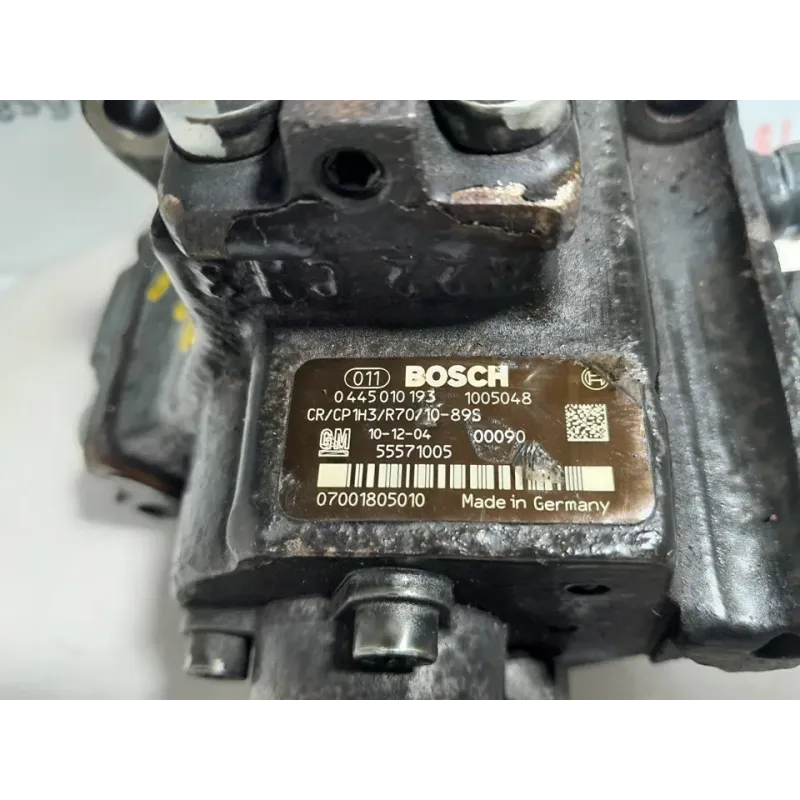 011 BOSCH
0 445 010 193 1005048
CR/CP1H3/R70/10-89S
GM 10-12-04 00090
55571005
07001805010 Made in Germany